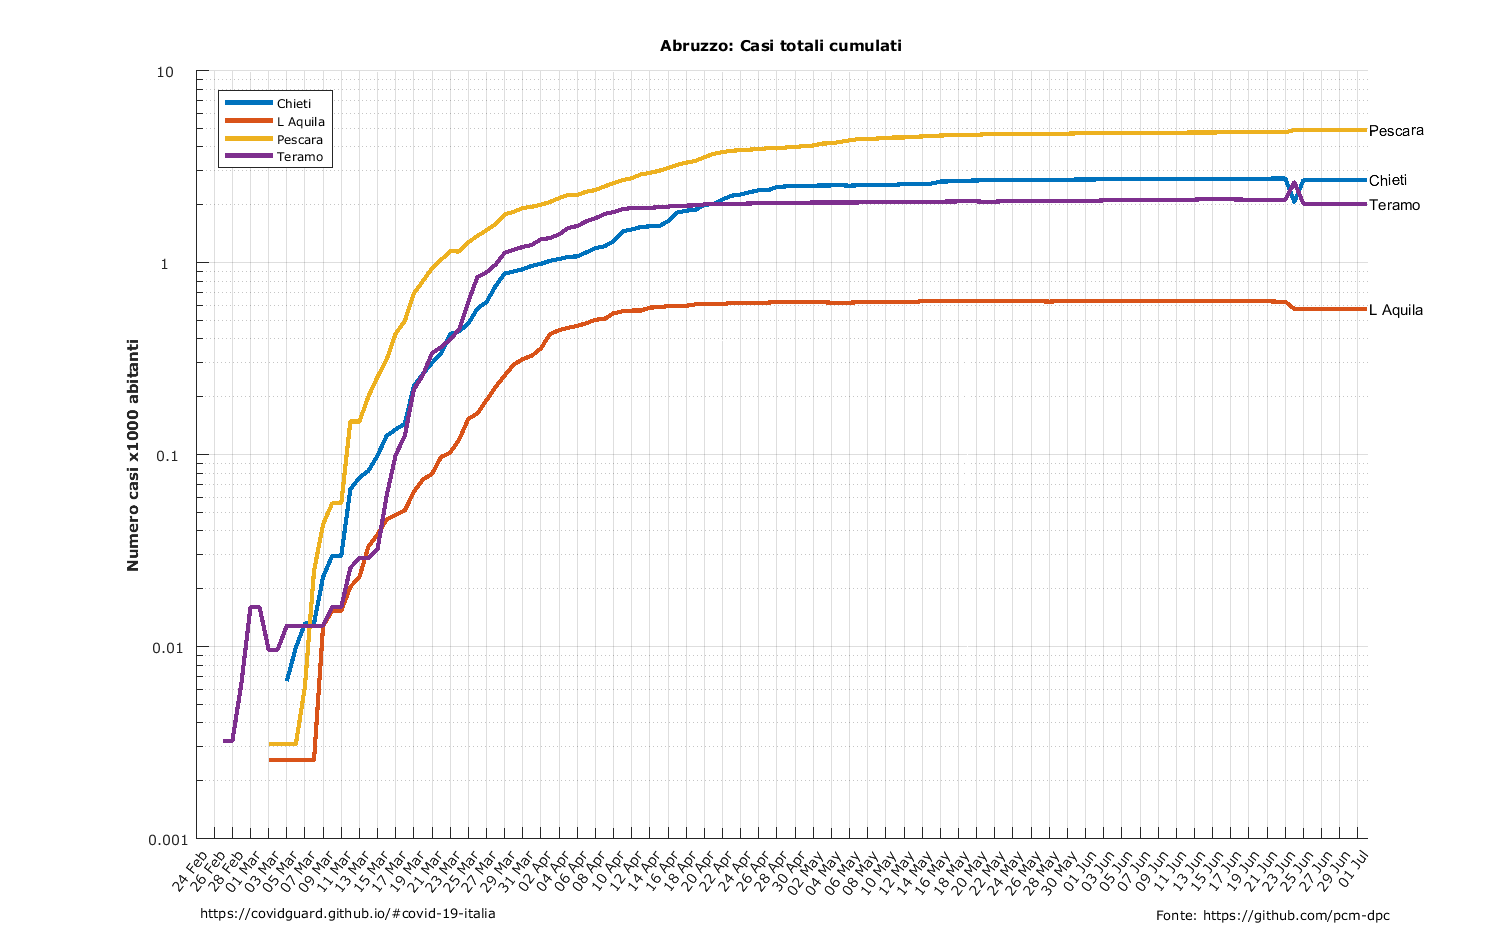 Abruzzo: Casi totali cumulati
Numero casi x1000 abitanti
10
1
0.1
0.01
0.001
Chieti
L Aquila
Pescara
Teramo
Pescara
Chieti
Teramo
L Aquila
24 Feb
26 Feb
28 Feb
01 Mar
03 Mar
05 Mar
07 Mar
09 Mar
11 Mar
13 Mar
15 Mar
17 Mar
19 Mar
21 Mar
23 Mar
25 Mar
27 Mar
29 Mar
31 Mar
02 Apr
04 Apr
06 Apr
08 Apr
10 Apr
12 Apr
14 Apr
16 Apr
18 Apr
20 Apr
22 Apr
24 Apr
26 Apr
28 Apr
30 Apr
02 May
04 May
06 May
08 May
10 May
12 May
14 May
16 May
18 May
20 May
22 May
24 May
26 May
28 May
30 May
01 Jun
03 Jun
05 Jun
07 Jun
09 Jun
11 Jun
13 Jun
15 Jun
17 Jun
19 Jun
21 Jun
23 Jun
25 Jun
27 Jun
29 Jun
01 Jul
https://covidguard.github.io/#covid-19-italia
Fonte: https://github.com/pcm-dpc